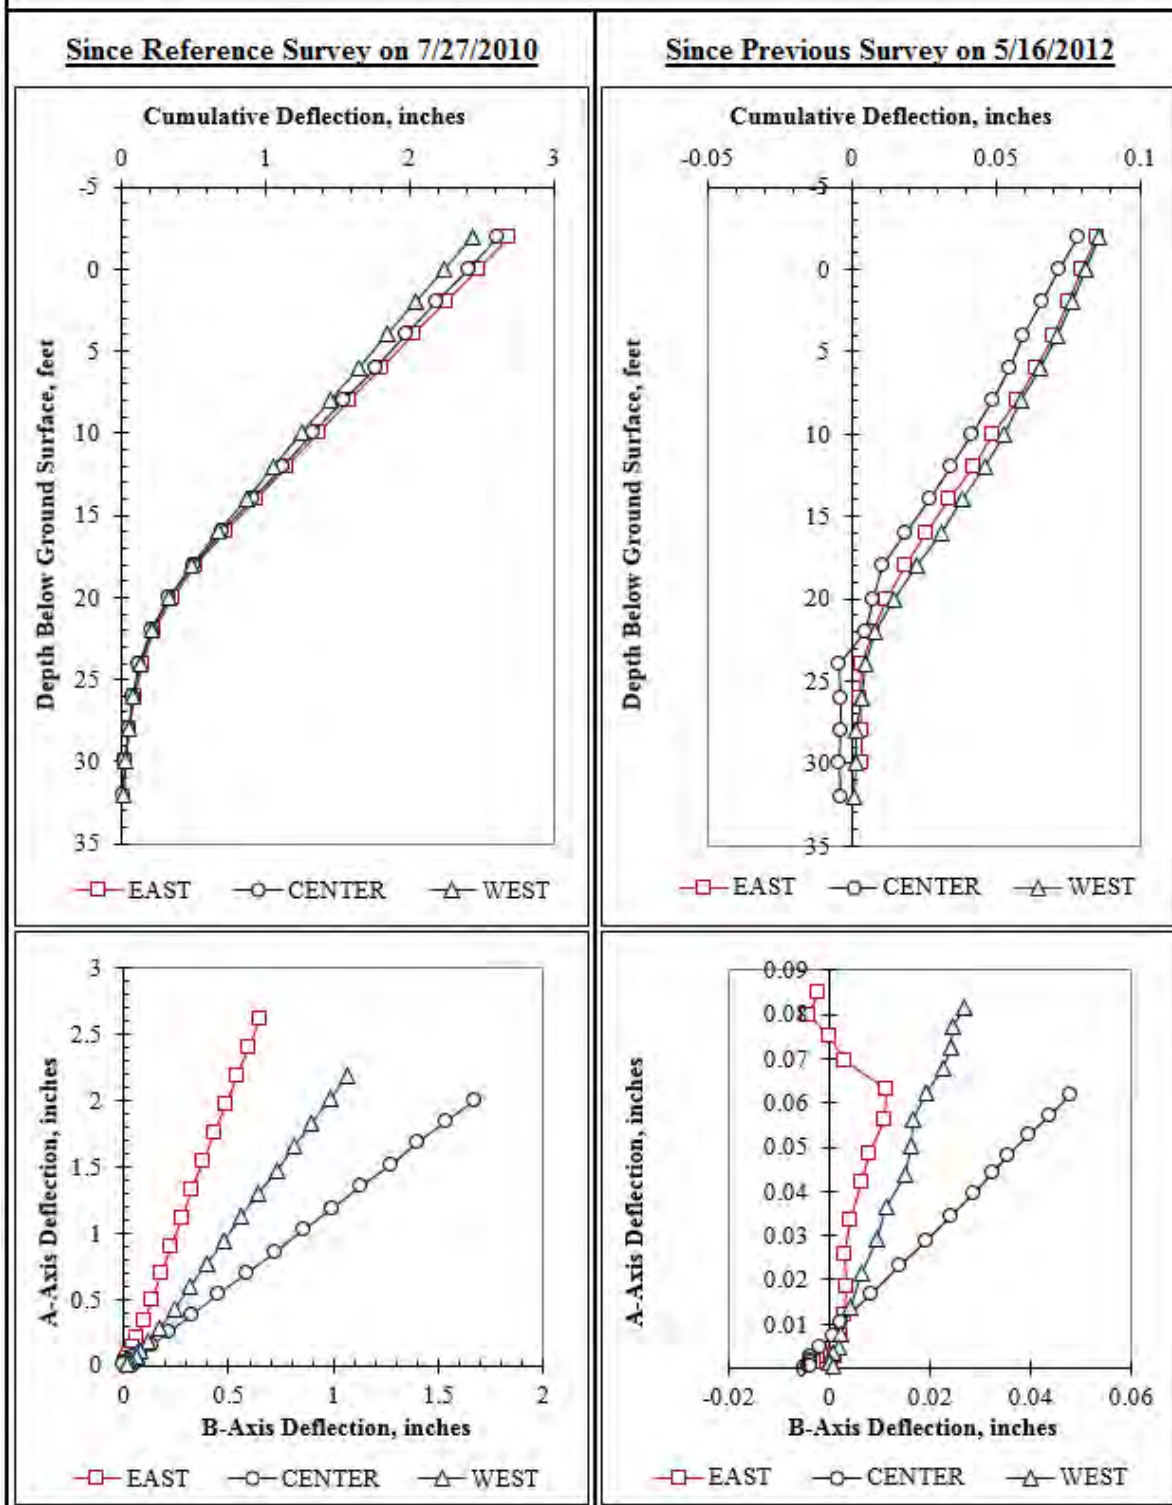 Since Reference Survey on 7/27/2010
Since Previous Survey on 5/16/2012
Cumulative Deflection, inches
0 1 2 3
-5
0
5
10
15
20
25
30
35
Depth Below Ground Surface, feet
EAST CENTER WEST
Cumulative Deflection, inches
-0.05 0 0.05 0.1
-5
0
5
10
15
20
25
30
35
Depth Below Ground Surface, feet
EAST CENTER WEST
3
2.5
2
1.5
1
0.5
0
A-Axis Deflection, inches
0 0.5 1 1.5 2
B-Axis Deflection, inches
EAST CENTER WEST
0.09
0.08
0.07
0.06
0.05
0.04
0.03
0.02
0.01
0
A-Axis Deflection, inches
-0.02 0 0.02 0.04 0.06
B-Axis Deflection, inches
EAST CENTER WEST